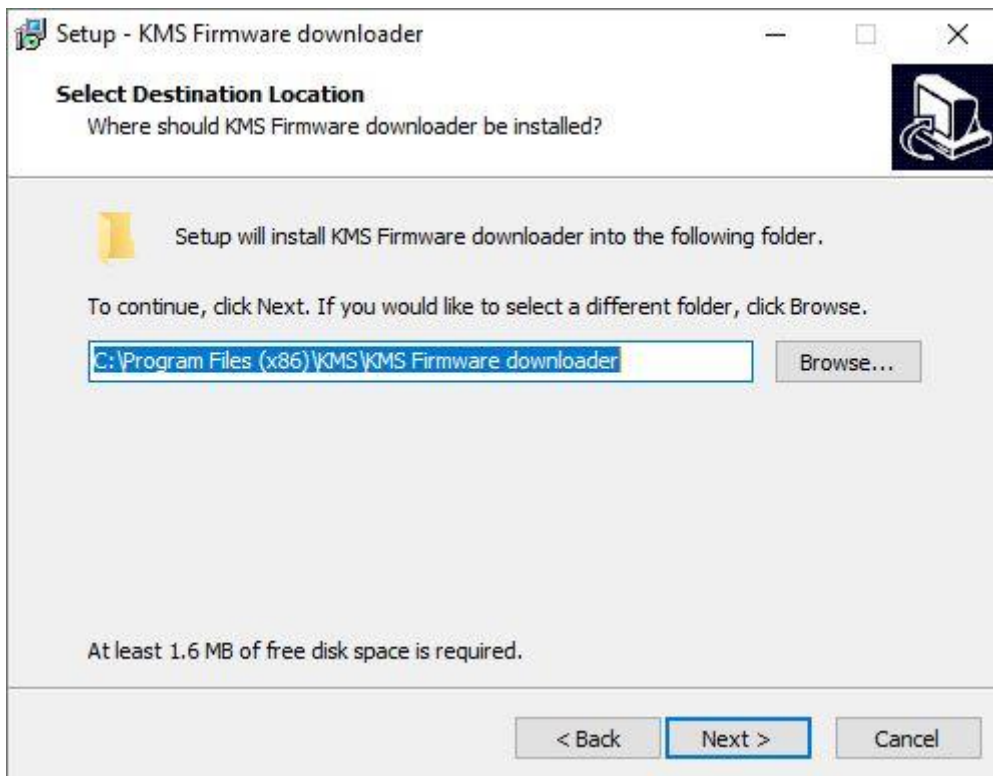 Setup - KMS Firmware downloader
Select Destination Location
Where should KMS Firmware downloader be installed?
Setup will install KMS Firmware downloader into the following folder.
To continue, click Next. If you would like to select a different folder, click Browse.
C:\Program Files (x86)\KMS\KMS Firmware downloader
Browse...
At least 1.6 MB of free disk space is required.
< Back
Next >
Cancel